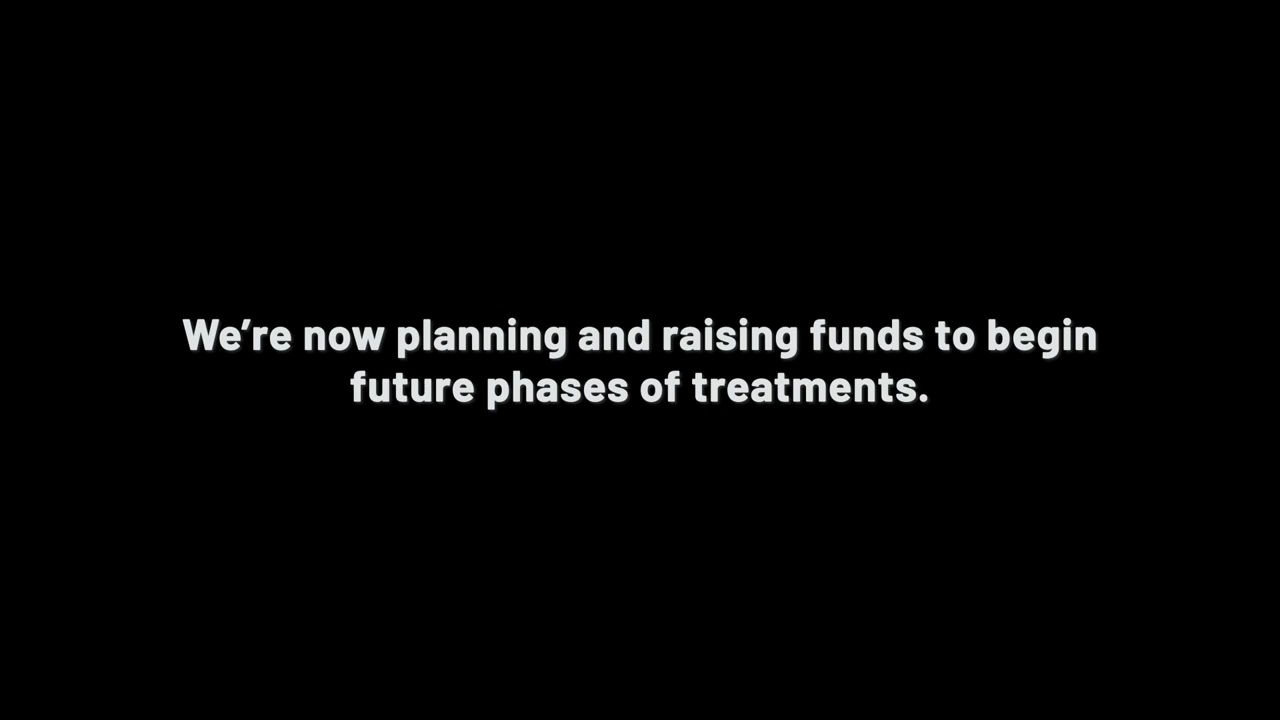 We’re now planning and raising funds to begin
future phases of treatments.